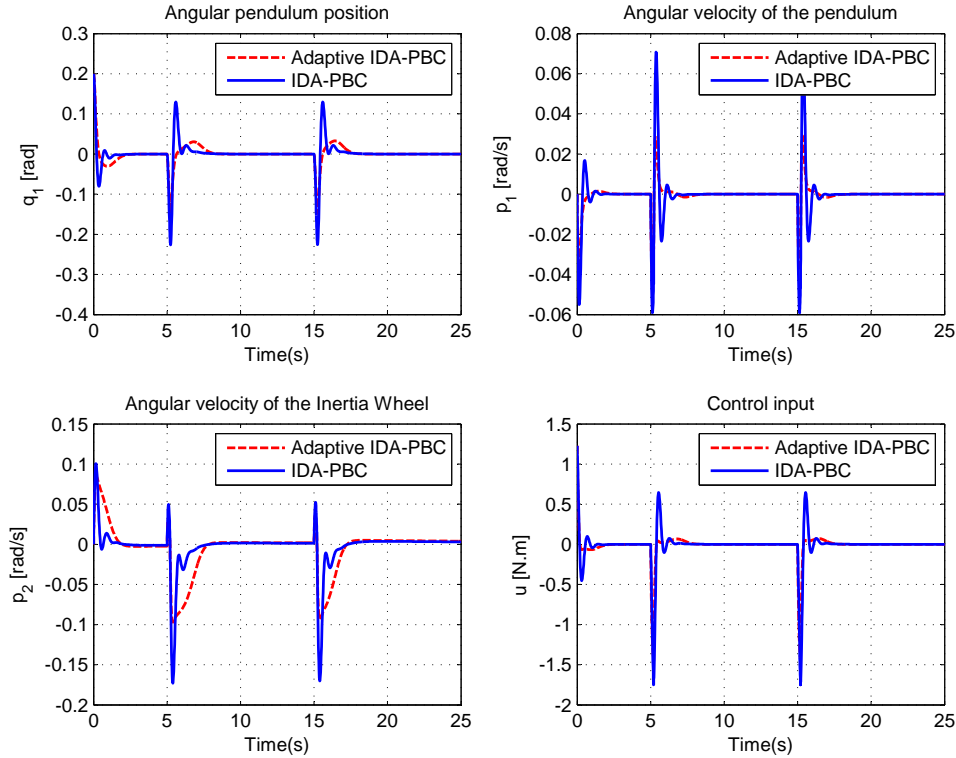 Angular pendulum position
0.3
0.2
0.1
0
-0.1
-0.2
-0.3
-0.4
q1 [rad]
Adaptive IDA-PBC
IDA-PBC
0 5 10 15 20 25
Time(s)
Angular velocity of the pendulum
0.08
0.06
0.04
0.02
0
-0.02
-0.04
-0.06
p1 [rad/s]
Adaptive IDA-PBC
IDA-PBC
0 5 10 15 20 25
Time(s)
Angular velocity of the Inertia Wheel
0.15
0.1
0.05
0
-0.05
-0.1
-0.15
-0.2
p2 [rad/s]
Adaptive IDA-PBC
IDA-PBC
0 5 10 15 20 25
Time(s)
Control input
1.5
1
0.5
0
-0.5
-1
-1.5
-2
u [N.m]
Adaptive IDA-PBC
IDA-PBC
0 5 10 15 20 25
Time(s)